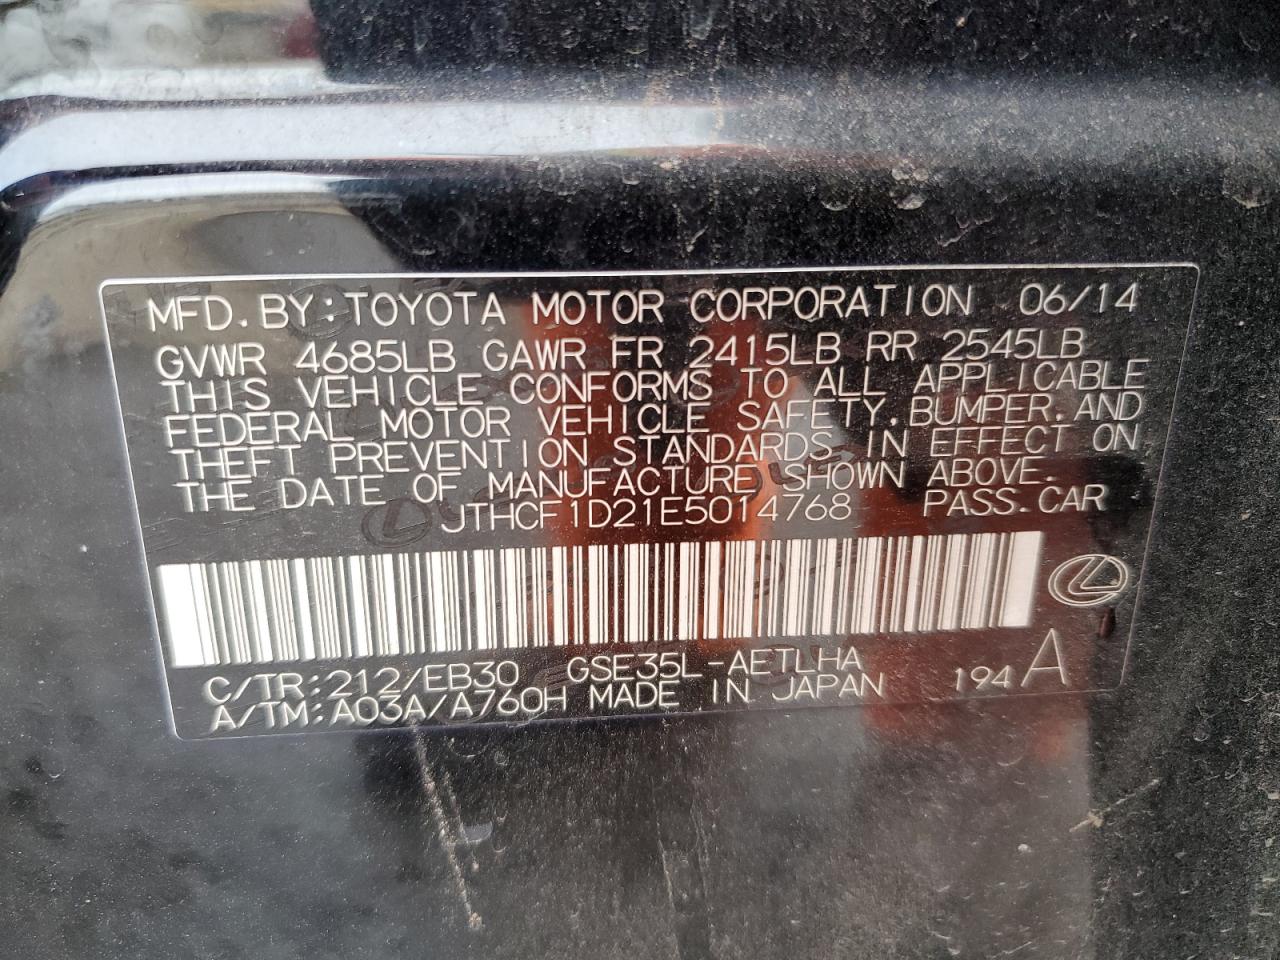 MFD. BY: TOYOTA MOTOR CORPORATION 06/14
GVWR 4685LB GAWR FR 2415LB RR 2545LB
THIS VEHICLE CONFORMS TO ALL APPLICABLE
FEDERAL MOTOR VEHICLE SAFETY, BUMPER, AND
THEFT PREVENTION STANDARDS IN EFFECT ON
THE DATE OF MANUFACTURE SHOWN ABOVE.
JTHCF1D21E5014768 PASS. CAR
C/TR: 212/EB30 GSE35L-AETLHA
A/TM: A03A/A760H MADE IN JAPAN 194 A